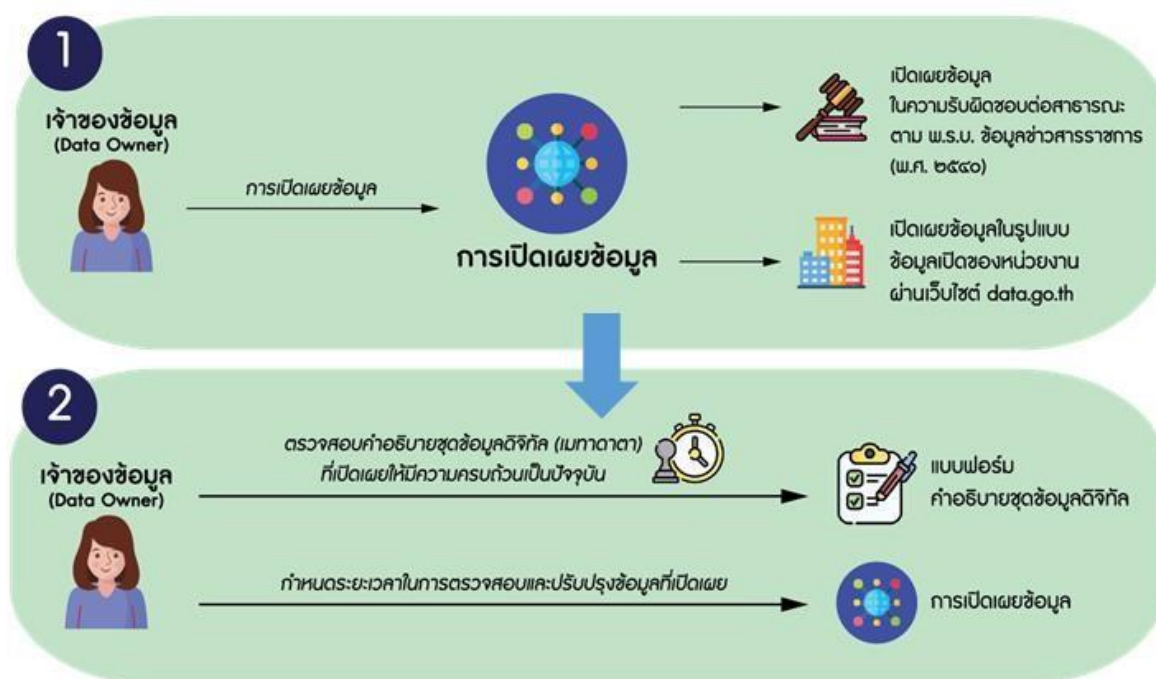 1
เจ้าของข้อมูล
(Data Owner)
การเปิดเผยข้อมูล
การเปิดเผยข้อมูล
เปิดเผยข้อมูล
ในความรับผิดชอบต่อสาธารณะ
ตาม พ.ร.บ. ข้อมูลข่าวสารราชการ
(พ.ศ. ๒๕๔๐)
เปิดเผยข้อมูลในรูปแบบ
ข้อมูลเปิดของหน่วยงาน
ผ่านเว็บไซต์ data.go.th
2
เจ้าของข้อมูล
(Data Owner)
ตรวจสอบคำอธิบายชุดข้อมูลดิจิทัล (เมทาดาตา)
ที่เปิดเผยให้มีความครบถ้วนเป็นปัจจุบัน
แบบฟอร์ม
คำอธิบายชุดข้อมูลดิจิทัล
กำหนดระยะเวลาในการตรวจสอบและปรับปรุงข้อมูลที่เปิดเผย
การเปิดเผยข้อมูล